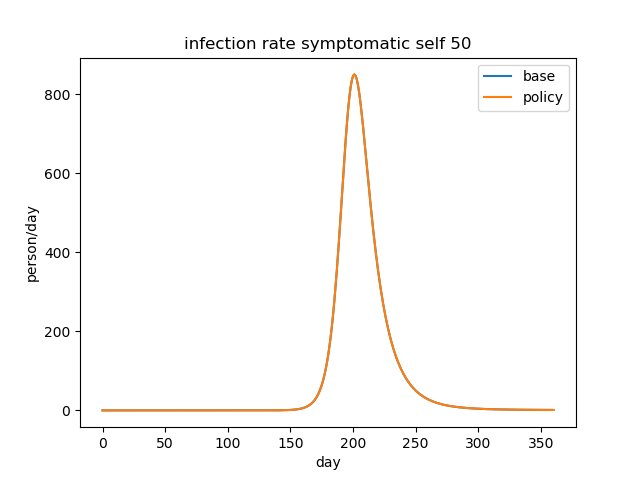 infection rate symptomatic self 50
base
policy
800
600
400
200
0
person/day
0 50 100 150 200 250 300 350
day